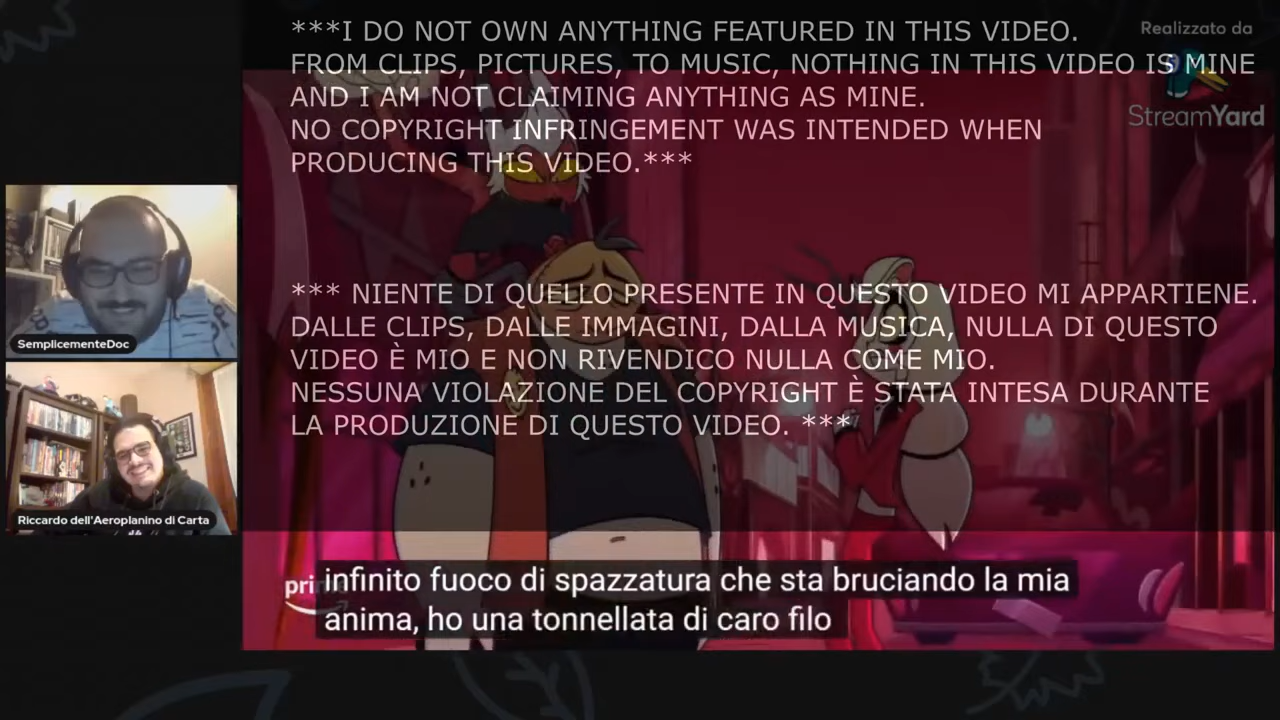 ***I DO NOT OWN ANYTHING FEATURED IN THIS VIDEO.
FROM CLIPS, PICTURES, TO MUSIC, NOTHING IN THIS VIDEO IS MINE
AND I AM NOT CLAIMING ANYTHING AS MINE.
NO COPYRIGHT INFRINGEMENT WAS INTENDED WHEN
PRODUCING THIS VIDEO.***
Realizzato da
StreamYard
*** NIENTE DI QUELLO PRESENTE IN QUESTO VIDEO MI APPARTIENE.
DALLE CLIPS, DALLE IMMAGINI, DALLA MUSICA, NULLA DI QUESTO
VIDEO È MIO E NON RIVENDICO NULLA COME MIO.
NESSUNA VIOLAZIONE DEL COPYRIGHT È STATA INTESA DURANTE
LA PRODUZIONE DI QUESTO VIDEO. ***
SemplicementeDoc
Riccardo dell'Aeroplanino di Carta
infinito fuoco di spazzatura che sta bruciando la mia
anima, ho una tonnellata di caro filo